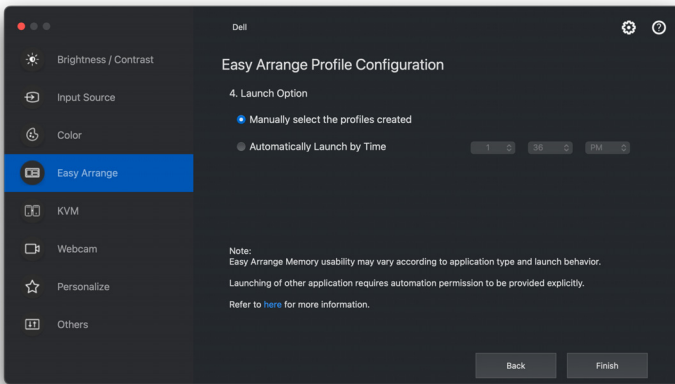 Dell
Brightness / Contrast
Input Source
Color
Easy Arrange
KVM
Webcam
Personalize
Others
Easy Arrange Profile Configuration
4. Launch Option
Manually select the profiles created
Automatically Launch by Time
1
36
PM
Note:
Easy Arrange Memory usability may vary according to application type and launch behavior.
Launching of other application requires automation permission to be provided explicitly.
Refer to here for more information.
Back
Finish